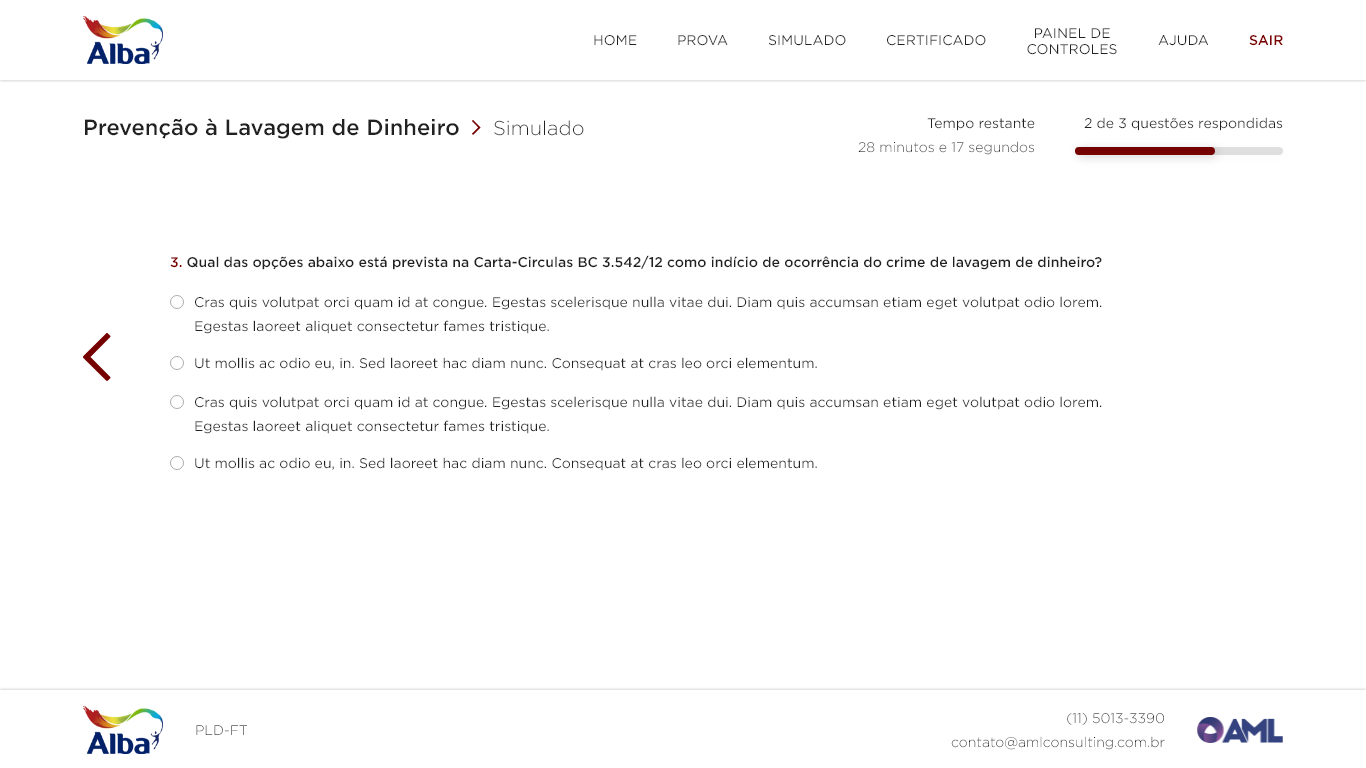 Alba
HOME
PROVA
SIMULADO
CERTIFICADO
PAINEL DE
CONTROLES
AJUDA
SAIR
Prevenção à Lavagem de Dinheiro
Simulado
Tempo restante
28 minutos e 17 segundos
2 de 3 questões respondidas
3. Qual das opções abaixo está prevista na Carta-Circulas BC 3.542/12 como indício de ocorrência do crime de lavagem de dinheiro?
Cras quis volutpat orci quam id at congue. Egestas scelerisque nulla vitae dui. Diam quis accumsan etiam eget volutpat odio lorem.
Egestas laoreet aliquet consectetur fames tristique.
Ut mollis ac odio eu, in. Sed laoreet hac diam nunc. Consequat at cras leo orci elementum.
Cras quis volutpat orci quam id at congue. Egestas scelerisque nulla vitae dui. Diam quis accumsan etiam eget volutpat odio lorem.
Egestas laoreet aliquet consectetur fames tristique.
Ut mollis ac odio eu, in. Sed laoreet hac diam nunc. Consequat at cras leo orci elementum.
Alba
PLD-FT
(11) 5013-3390
contato@amlconsulting.com.br
AML